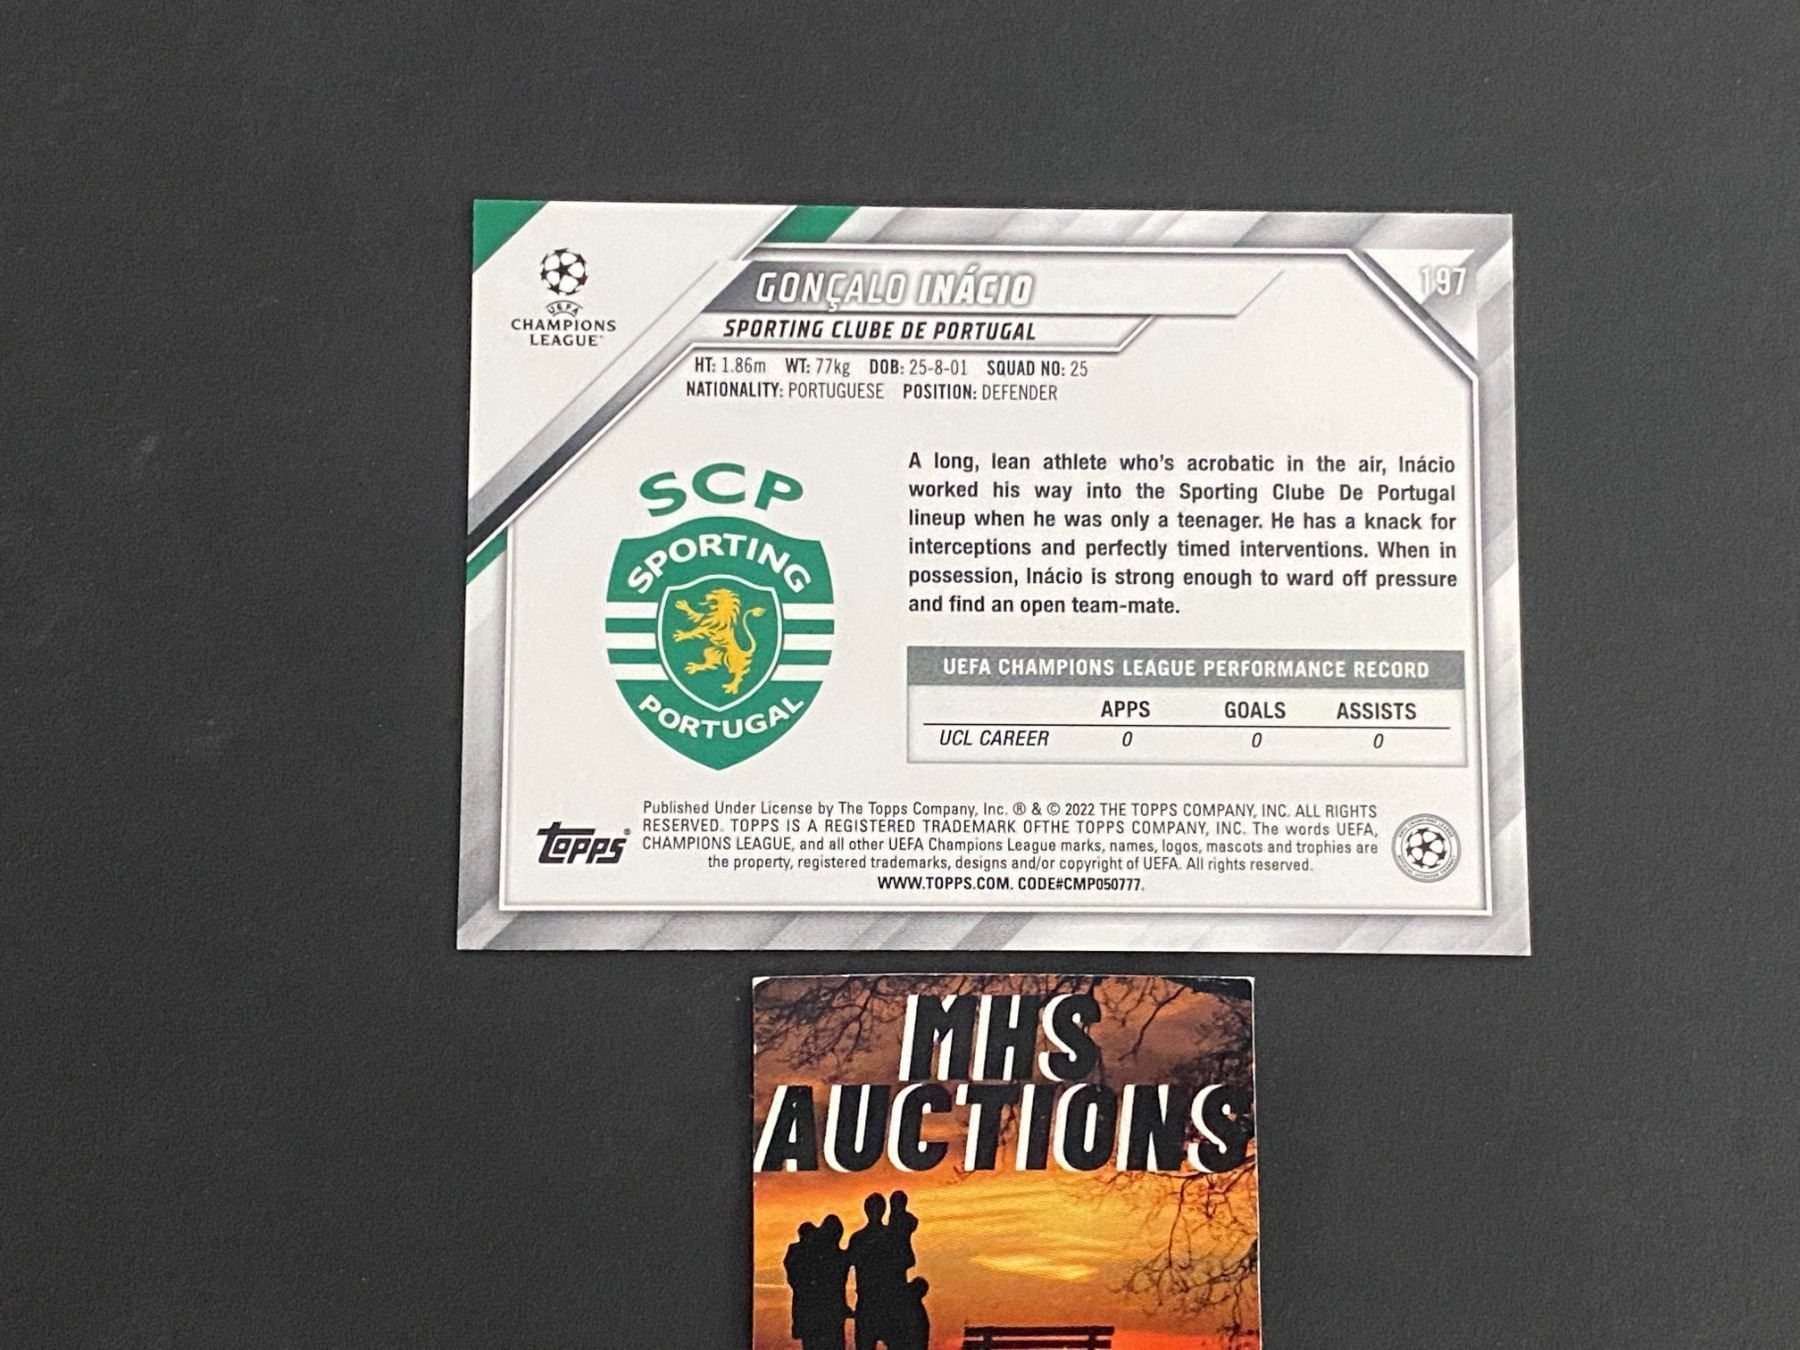 UEFA
CHAMPIONS
LEAGUE
GONÇALO INÁCIO
197
SPORTING CLUBE DE PORTUGAL
HT: 1.86m WT: 77kg DOB: 25-8-01 SQUAD NO: 25
NATIONALITY: PORTUGUESE POSITION: DEFENDER
SCP
SPORTING
PORTUGAL
A long, lean athlete who's acrobatic in the air, Inácio
worked his way into the Sporting Clube De Portugal
lineup when he was only a teenager. He has a knack for
interceptions and perfectly timed interventions. When in
possession, Inácio is strong enough to ward off pressure
and find an open team-mate.
UEFA CHAMPIONS LEAGUE PERFORMANCE RECORD
APPS GOALS ASSISTS
UCL CAREER 0 0 0
topps®
Published Under License by The Topps Company, Inc. ® & © 2022 THE TOPPS COMPANY, INC. ALL RIGHTS
RESERVED. TOPPS IS A REGISTERED TRADEMARK OFTHE TOPPS COMPANY, INC. The words UEFA,
CHAMPIONS LEAGUE, and all other UEFA Champions League marks, names, logos, mascots and trophies are
the property, registered trademarks, designs and/or copyright of UEFA. All rights reserved.
WWW.TOPPS.COM. CODE#CMP050777.
MHS
AUCTIONS